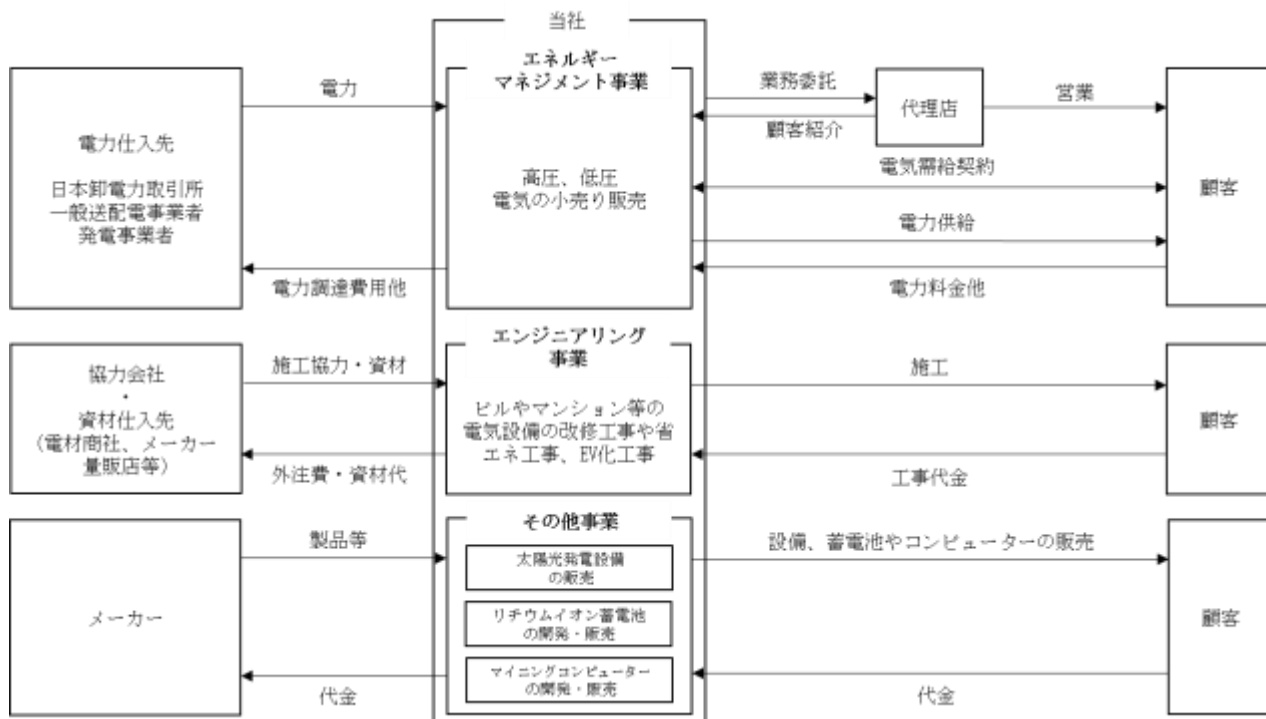 当社
エネルギー
マネジメント事業
電力
業務委託
代理店
営業
顧客紹介
電力仕入先
日本卸電力取引所
一般送配電事業者
発電事業者
高圧、低圧
電気の小売り販売
電気需給契約
顧客
電力供給
電力調達費用他
電力料金他
エンジニアリング
事業
協力会社
・
資材仕入先
（電材商社、メーカー
量販店等）
施工協力・資材
ビルやマンション等の
電気設備の改修工事や省
エネ工事、EV化工事
施工
顧客
外注費・資材代
工事代金
その他事業
製品等
太陽光発電設備
の販売
設備、蓄電池やコンピューターの販売
メーカー
リチウムイオン蓄電池
の開発・販売
顧客
マイニングコンピューター
の開発・販売
代金
代金